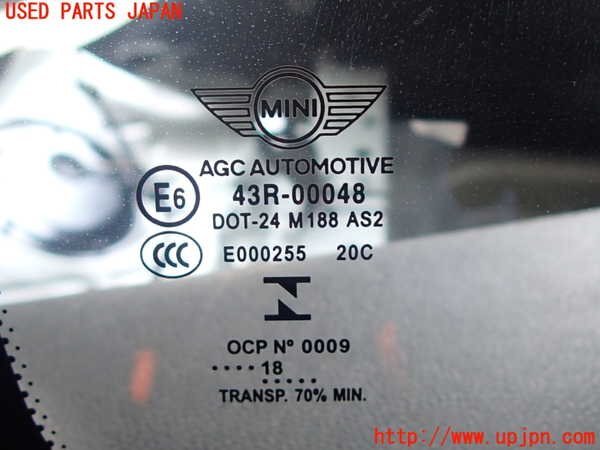 USED PARTS JAPAN
MINI
AGC AUTOMOTIVE
E6 43R-00048
DOT-24 M188 AS2
CCC E000255 20C
OCP Nº 0009
....18
.....
TRANSP. 70% MIN.
http://www.upjpn.com/